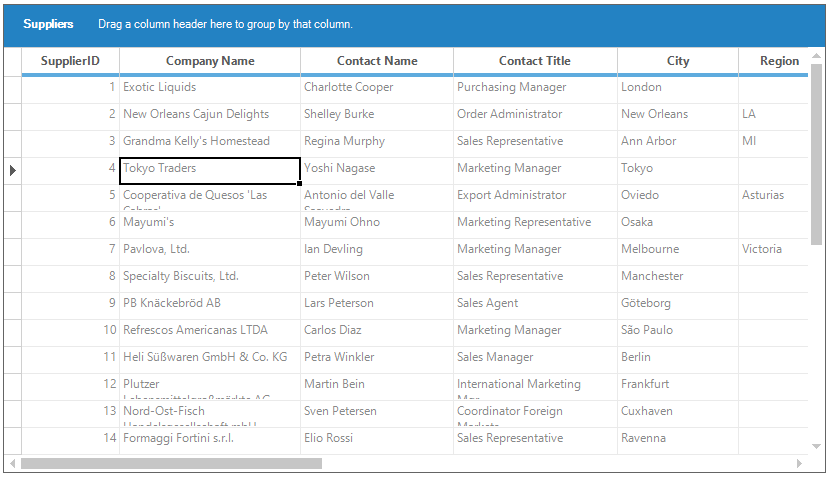 Suppliers Drag a column header here to group by that column.
SupplierID Company Name Contact Name Contact Title City Region
1 Exotic Liquids Charlotte Cooper Purchasing Manager London
2 New Orleans Cajun Delights Shelley Burke Order Administrator New Orleans LA
3 Grandma Kelly's Homestead Regina Murphy Sales Representative Ann Arbor MI
4 Tokyo Traders Yoshi Nagase Marketing Manager Tokyo
5 Cooperativa de Quesos 'Las Antonio del Valle Export Administrator Oviedo Asturias
6 Mayumi's Mayumi Ohno Marketing Representative Osaka
7 Pavlova, Ltd. Ian Devling Marketing Manager Melbourne Victoria
8 Specialty Biscuits, Ltd. Peter Wilson Sales Representative Manchester
9 PB Knäckebröd AB Lars Peterson Sales Agent Göteborg
10 Refrescos Americanas LTDA Carlos Diaz Marketing Manager São Paulo
11 Heli Süßwaren GmbH & Co. KG Petra Winkler Sales Manager Berlin
12 Plutzer Martin Bein International Marketing Frankfurt
13 Nord-Ost-Fisch Sven Petersen Coordinator Foreign Cuxhaven
14 Formaggi Fortini s.r.l. Elio Rossi Sales Representative Ravenna